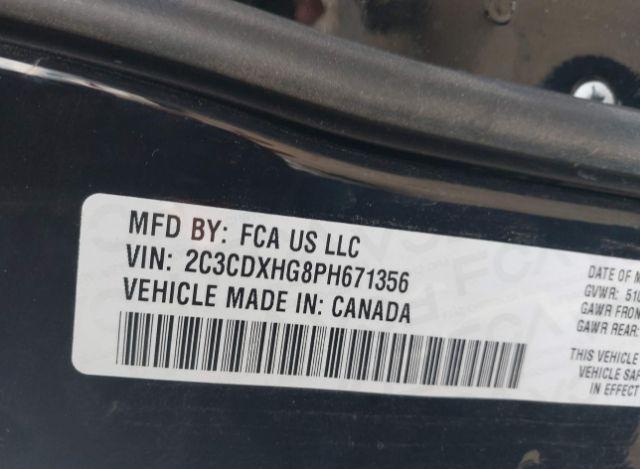 MFD BY: FCA US LLC
VIN: 2C3CDXHG8PH671356
VEHICLE MADE IN: CANADA
DATE OF M
GVWR: 510
GAWR FRON
GAWR REAR:
THIS VEHICLE
VEHICLE SAF
IN EFFECT